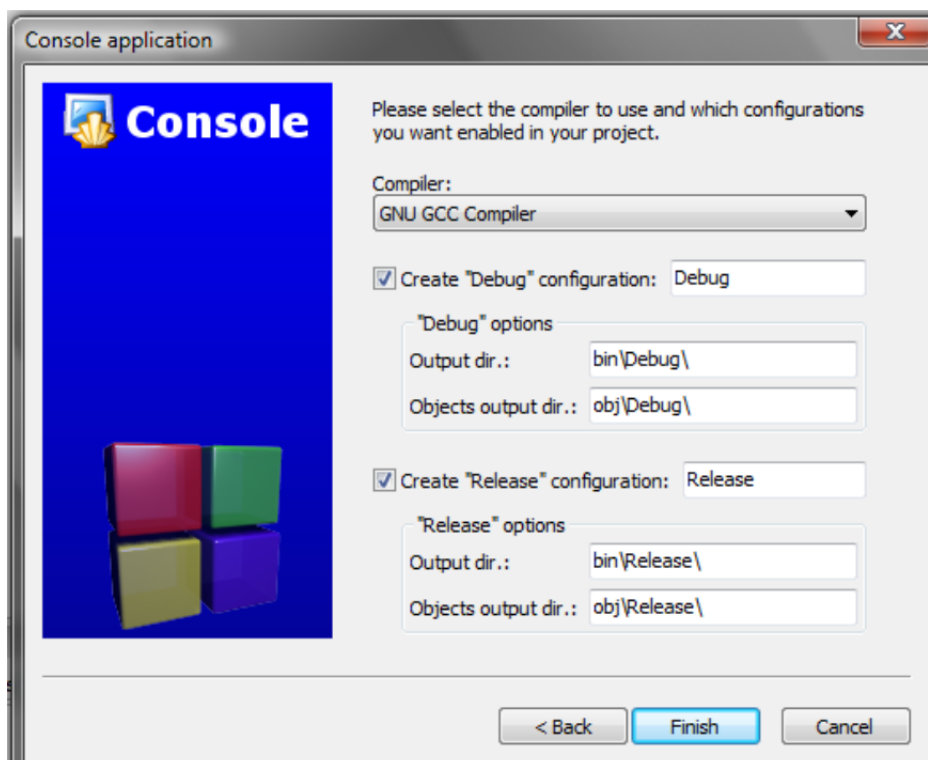 Console application
Console
Please select the compiler to use and which configurations
you want enabled in your project.
Compiler:
GNU GCC Compiler
Create "Debug" configuration: Debug
"Debug" options
Output dir.: bin\Debug\
Objects output dir.: obj\Debug\
Create "Release" configuration: Release
"Release" options
Output dir.: bin\Release\
Objects output dir.: obj\Release\
< Back Finish Cancel